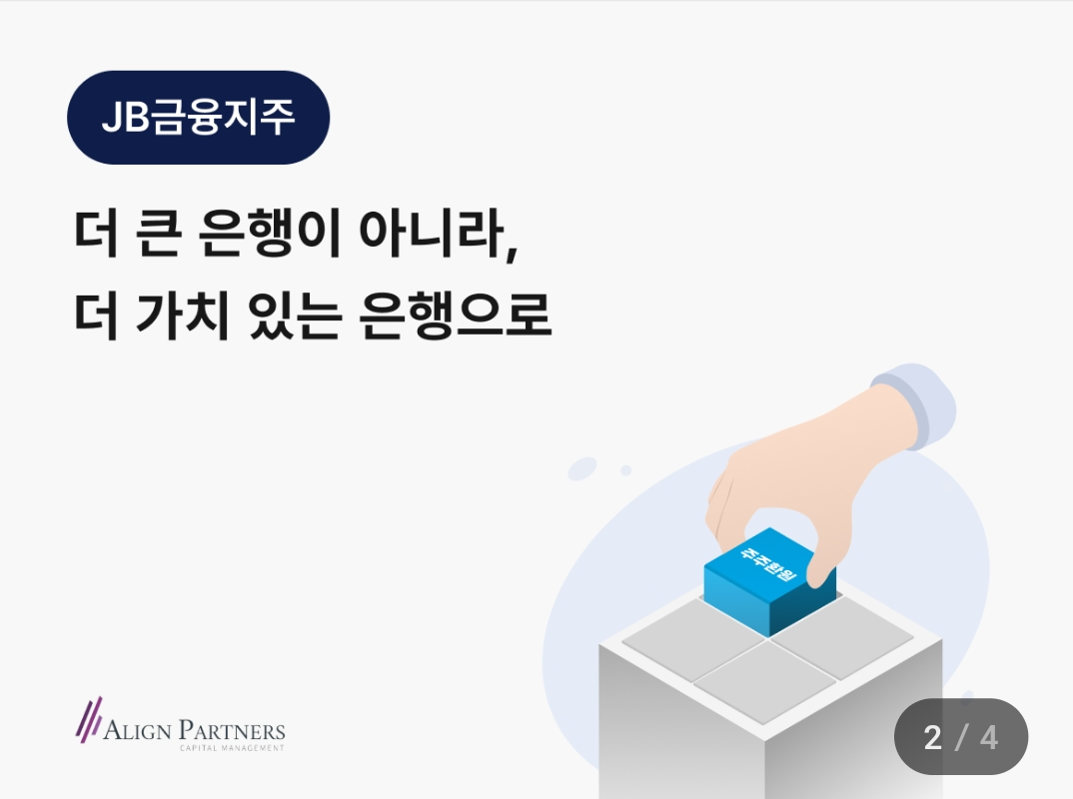 JB금융지주
더 큰 은행이 아니라,
더 가치 있는 은행으로
주주환원
ALIGN PARTNERS
CAPITAL MANAGEMENT
2 / 4